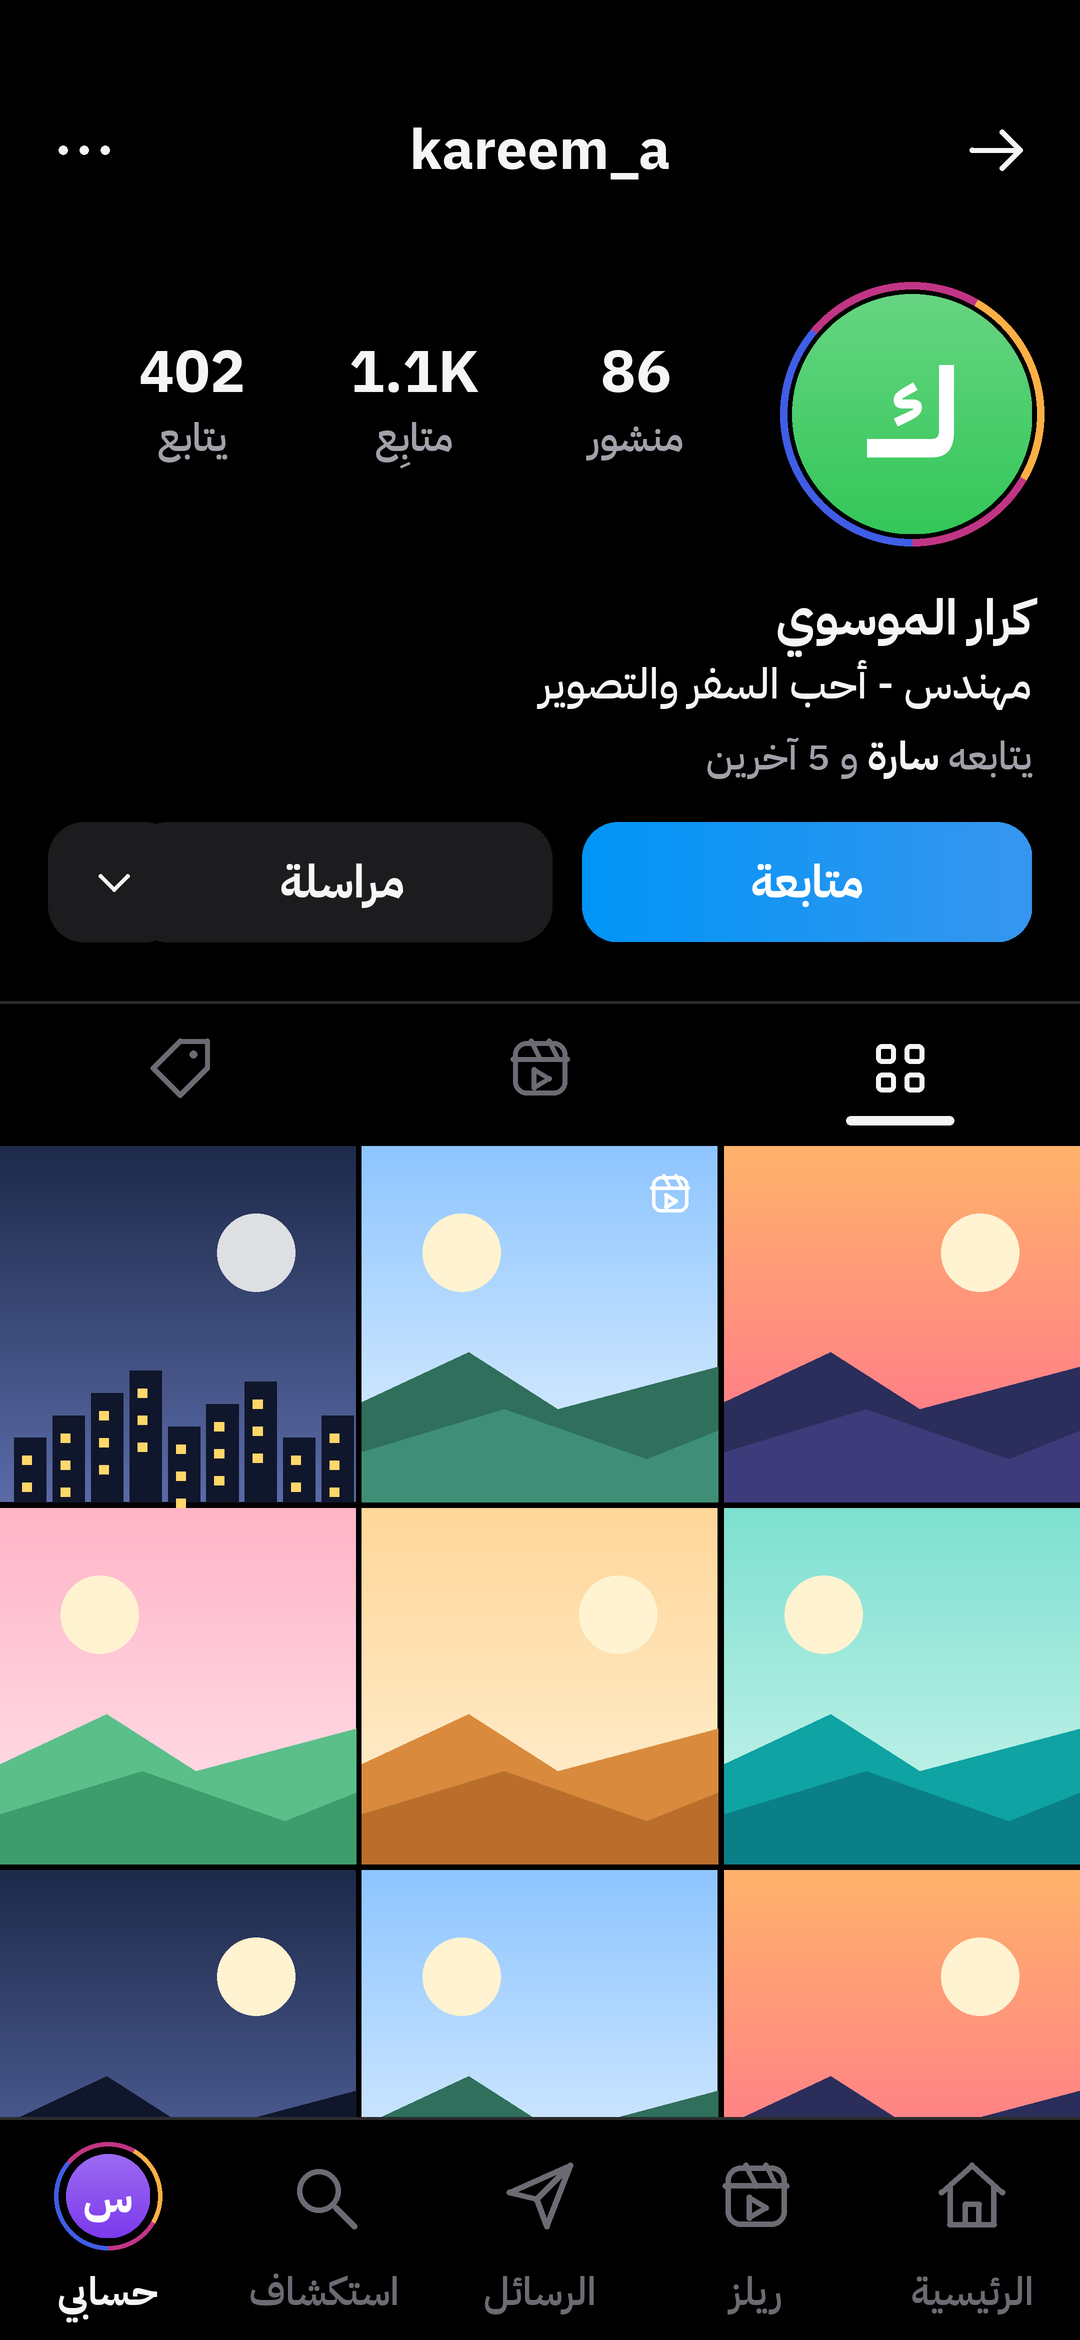 kareem_a
ك
86 1.1K 402
منشور متابِع يتابع
كرار الموسوي
مهندس - أحب السفر والتصوير
يتابعه سارة و 5 آخرين
متابعة مراسلة
س
الرئيسية ريلز الرسائل استكشاف حسابي